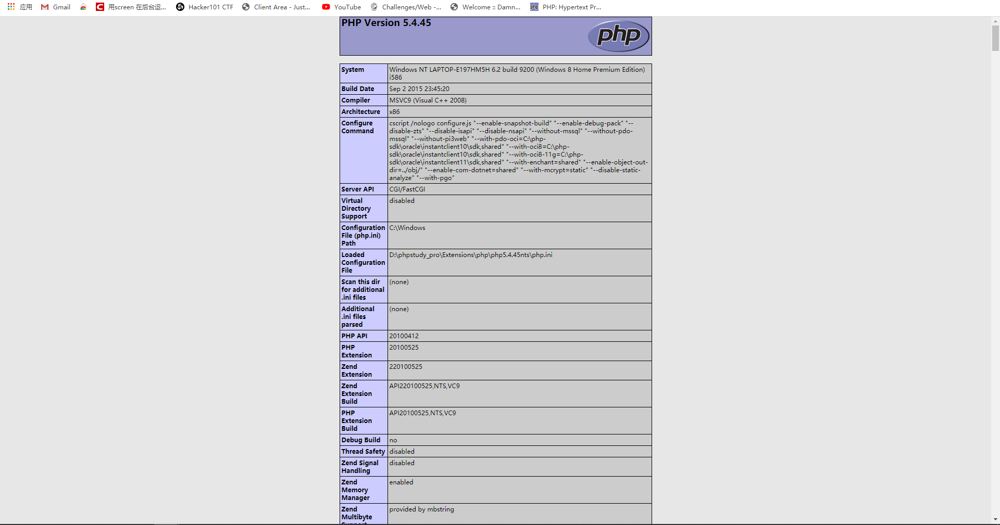 应用 Gmail 用screen 在后台运... Hacker101 CTF Client Area - Just... YouTube Challenges/Web -... Welcome :: Damn... php PHP: Hypertext Pr...
PHP Version 5.4.45
php
System Windows NT LAPTOP-E197HM5H 6.2 build 9200 (Windows 8 Home Premium Edition)
i586
Build Date Sep 2 2015 23:45:20
Compiler MSVC9 (Visual C++ 2008)
Architecture x86
Configure cscript /nologo configure.js "--enable-snapshot-build" "--enable-debug-pack" "--
Command disable-zts" "--disable-isapi" "--disable-nsapi" "--without-mssql" "--without-pdo-
mssql" "--without-pi3web" "--with-pdo-oci=C:\php-
sdk\oracle\instantclient10\sdk,shared" "--with-oci8=C:\php-
sdk\oracle\instantclient10\sdk,shared" "--with-oci8-11g=C:\php-
sdk\oracle\instantclient11\sdk,shared" "--with-enchant=shared" "--enable-object-out-
dir=../obj/" "--enable-com-dotnet=shared" "--with-mcrypt=static" "--disable-static-
analyze" "--with-pgo"
Server API CGI/FastCGI
Virtual disabled
Directory
Support
Configuration C:\Windows
File (php.ini)
Path
Loaded D:\phpstudy_pro\Extensions\php\php5.4.45nts\php.ini
Configuration
File
Scan this dir (none)
for additional
.ini files
Additional (none)
.ini files
parsed
PHP API 20100412
PHP 20100525
Extension
Zend 220100525
Extension
Zend API220100525,NTS,VC9
Extension
Build
PHP API20100525,NTS,VC9
Extension
Build
Debug Build no
Thread Safety disabled
Zend Signal disabled
Handling
Zend enabled
Memory
Manager
Zend provided by mbstring
Multibyte
Support